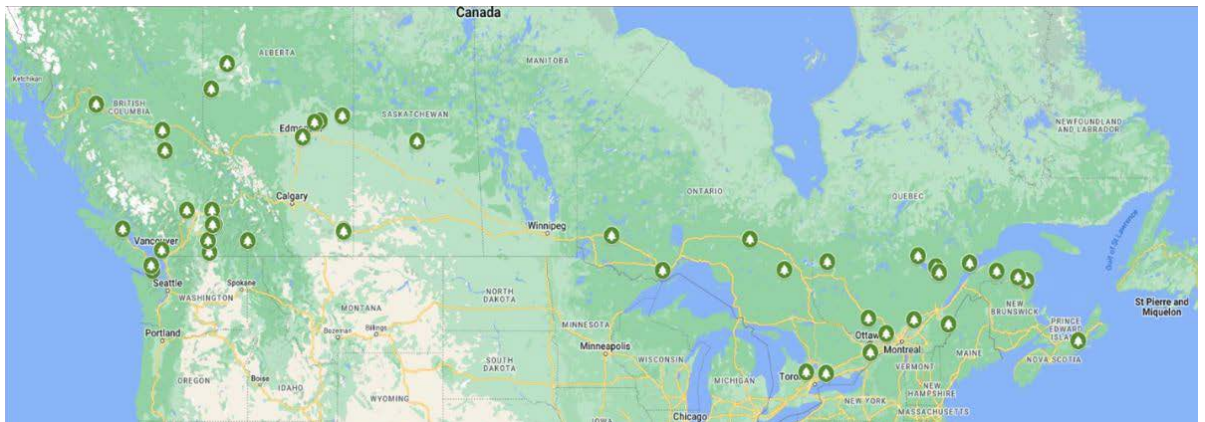 Canada
ALBERTA
MANITOBA
Ketchikan
BRITISH
COLUMBIA
SASKATCHEWAN
NEWFOUNDLAND
AND LABRADOR
Edm
ONTARIO
QUEBEC
Calgary
Gulf of St Lawrence
Winnipeg
Vancouver
Seattle
Spokane
WASHINGTON
NORTH
DAKOTA
MONTANA
NEW
BRUNSWICK
St Pierre and
Miquelon
PRINCE
EDWARD
ISLA
MINNESOTA
Portland
Bozeman
Billings
Ottaw
Montreal
MAINE
NOVA SCOTIA
Minneapolis
SOUTH
DAKOTA
WISCONSIN
VERMONT
OREGON
Boise
IDAHO
WYOMING
MICHIGAN
Toro
NEW
HAMPSHIRE
NEW YORK
MASSACHUSETTS
Chicago
IOWA